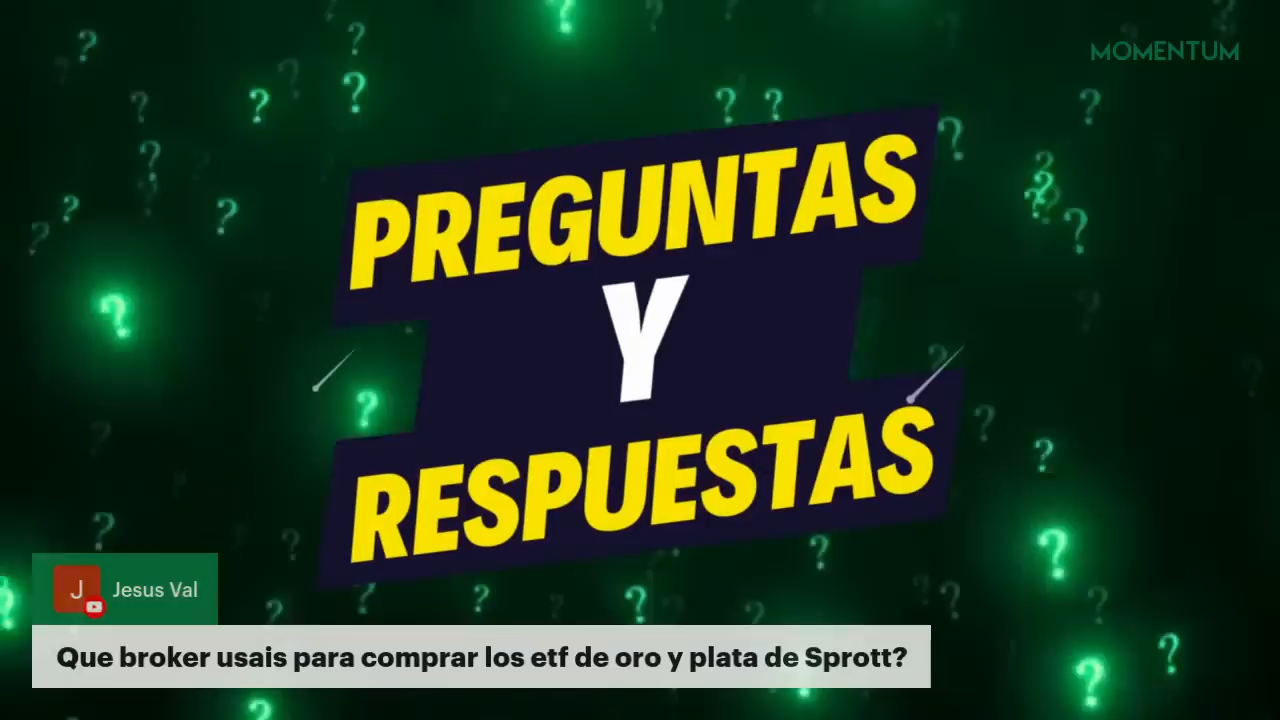 MOMENTUM
PREGUNTAS
Y
RESPUESTAS
J Jesus Val
Que broker usais para comprar los etf de oro y plata de Sprott?